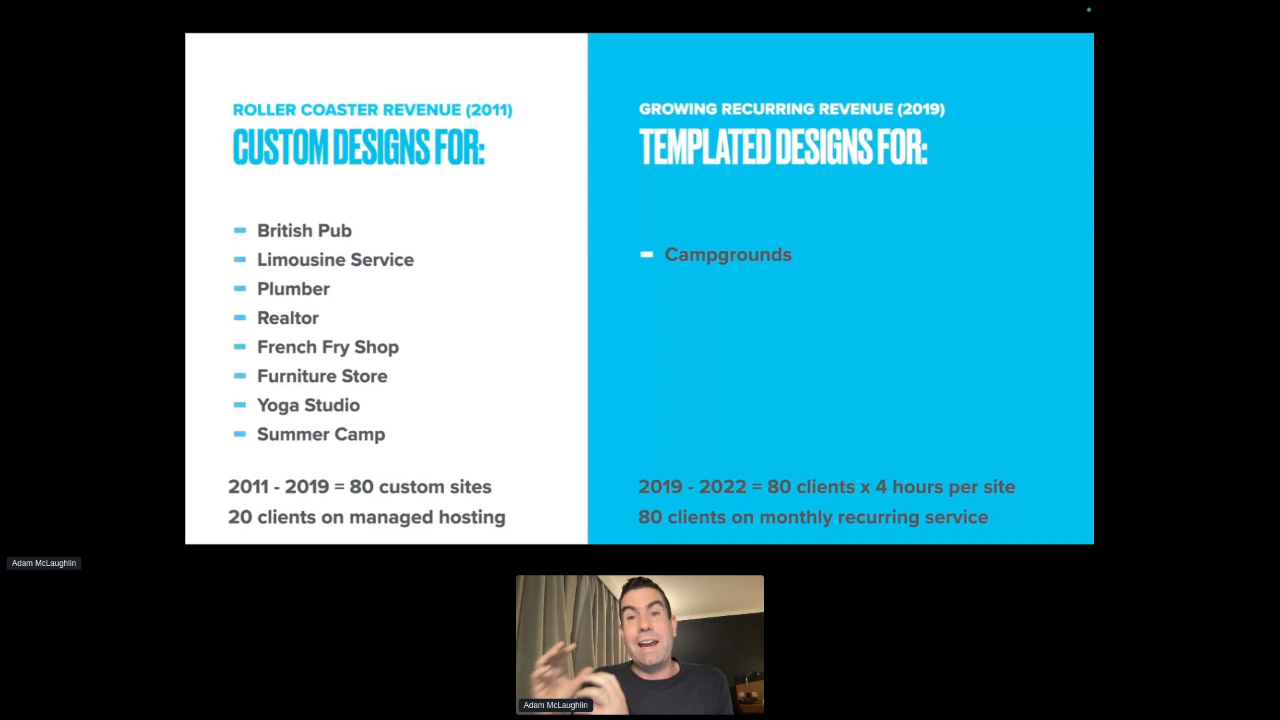 ROLLER COASTER REVENUE (2011)
CUSTOM DESIGNS FOR:
British Pub
Limousine Service
Plumber
Realtor
French Fry Shop
Furniture Store
Yoga Studio
Summer Camp
2011 - 2019 = 80 custom sites
20 clients on managed hosting
GROWING RECURRING REVENUE (2019)
TEMPLATED DESIGNS FOR:
Campgrounds
2019 - 2022 = 80 clients x 4 hours per site
80 clients on monthly recurring service
Adam McLaughlin
Adam McLaughlin